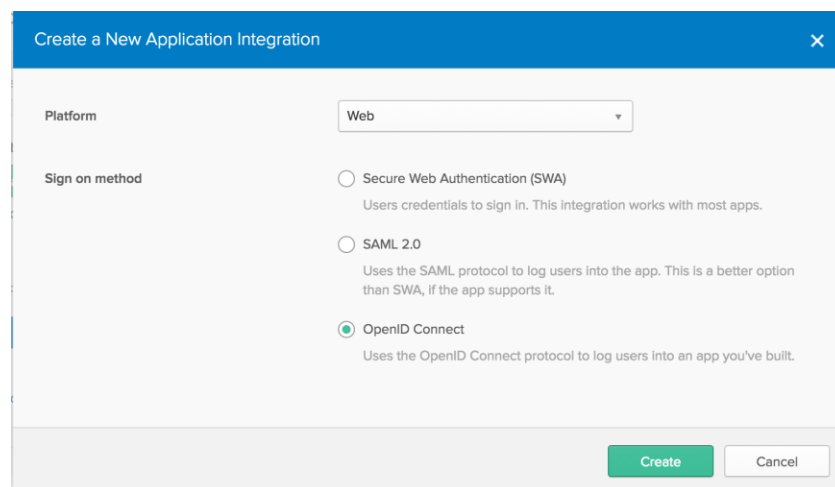 Create a New Application Integration
Platform
Web
Sign on method
Secure Web Authentication (SWA)
Users credentials to sign in. This integration works with most apps.
SAML 2.0
Uses the SAML protocol to log users into the app. This is a better option
than SWA, if the app supports it.
OpenID Connect
Uses the OpenID Connect protocol to log users into an app you've built.
Create
Cancel